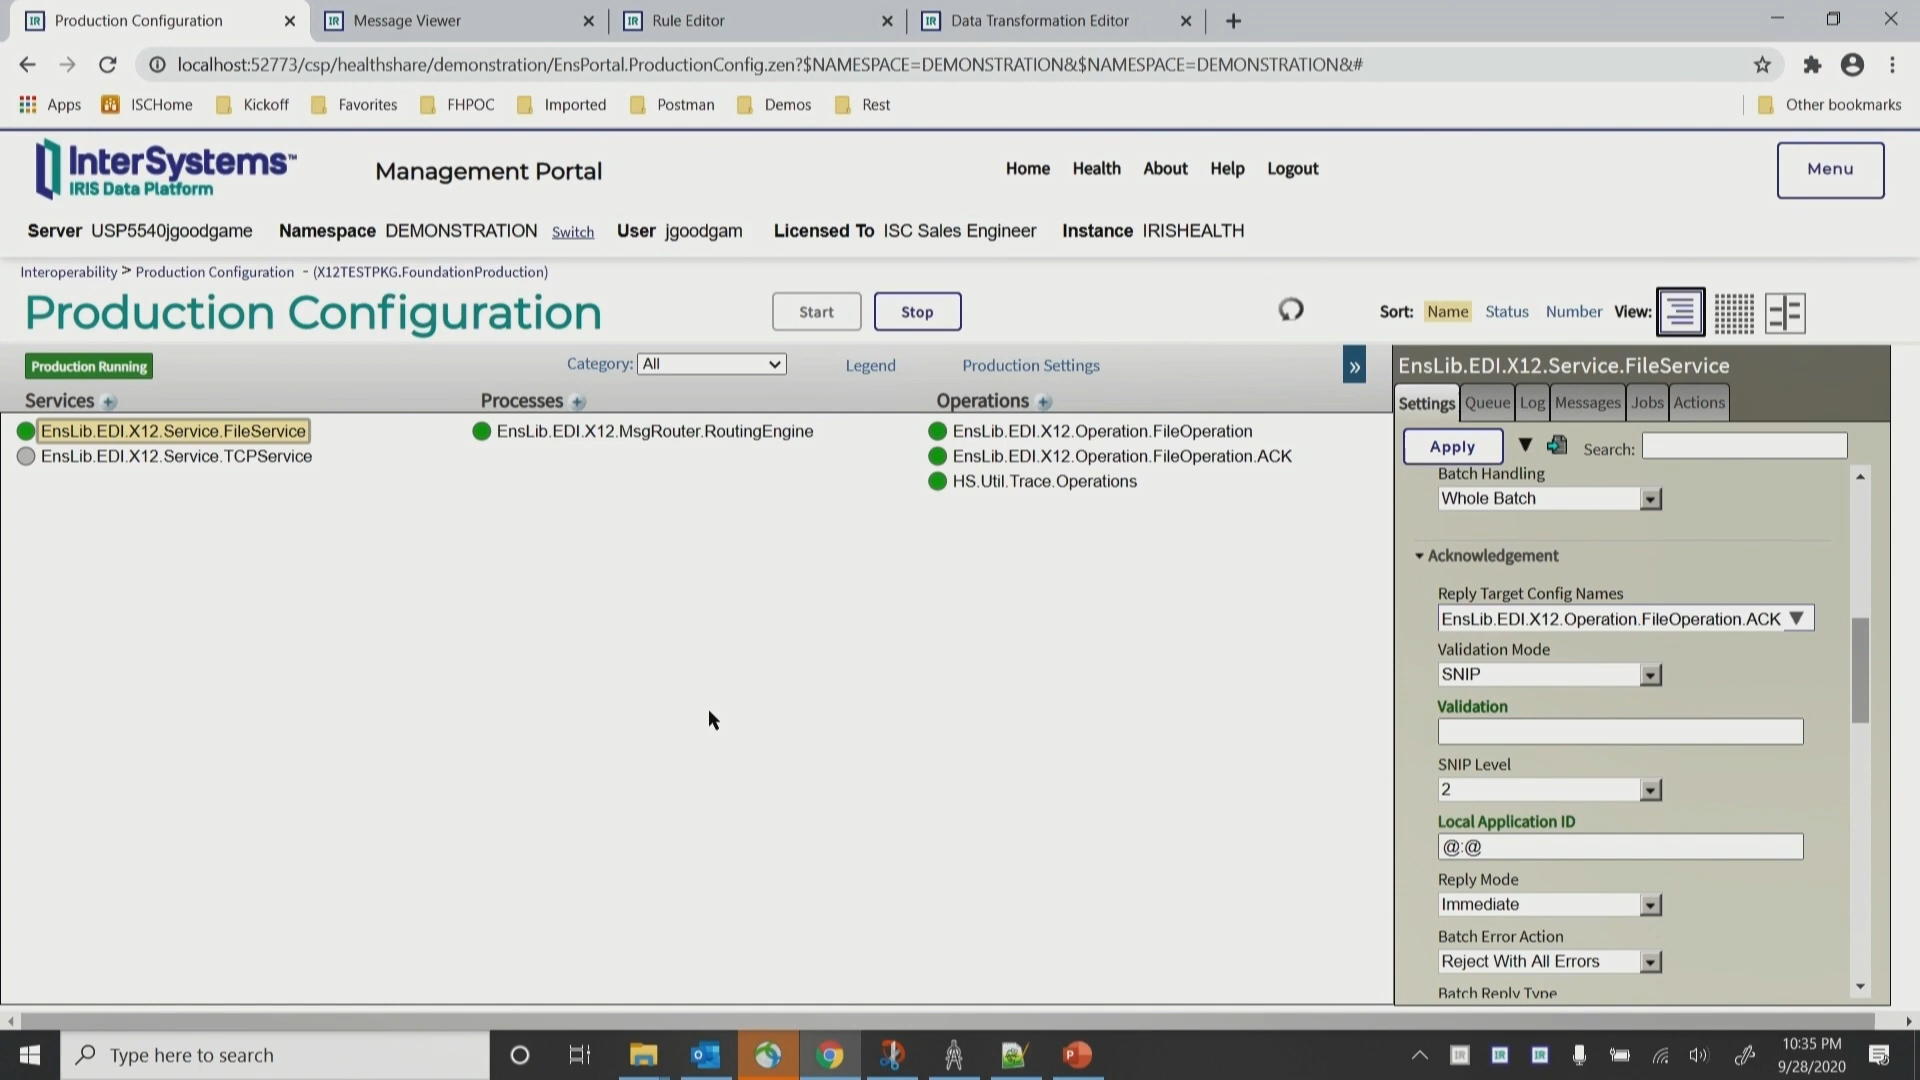 Production Configuration
Message Viewer
Rule Editor
Data Transformation Editor
localhost:52773/csp/healthshare/demonstration/EnsPortal.ProductionConfig.zen?$NAMESPACE=DEMONSTRATION&$NAMESPACE=DEMONSTRATION&#
Apps ISCHome Kickoff Favorites FHPOC Imported Postman Demos Rest Other bookmarks
InterSystems™
IRIS Data Platform
Management Portal
Home Health About Help Logout
Menu
Server USP5540jgoodgame Namespace DEMONSTRATION Switch User jgoodgam Licensed To ISC Sales Engineer Instance IRISHEALTH
Interoperability > Production Configuration - (X12TESTPKG.FoundationProduction)
Production Configuration
Start Stop
Sort: Name Status Number View:
Production Running
Category: All
Legend
Production Settings
»
Services
Processes
Operations
EnsLib.EDI.X12.Service.FileService
EnsLib.EDI.X12.Service.TCPService
EnsLib.EDI.X12.MsgRouter.RoutingEngine
EnsLib.EDI.X12.Operation.FileOperation
EnsLib.EDI.X12.Operation.FileOperation.ACK
HS.Util.Trace.Operations
EnsLib.EDI.X12.Service.FileService
Settings Queue Log Messages Jobs Actions
Apply
Search:
Batch Handling
Whole Batch
Acknowledgement
Reply Target Config Names
EnsLib.EDI.X12.Operation.FileOperation.ACK
Validation Mode
SNIP
Validation
SNIP Level
2
Local Application ID
@:@
Reply Mode
Immediate
Batch Error Action
Reject With All Errors
Batch Reply Type
Type here to search
10:35 PM
9/28/2020